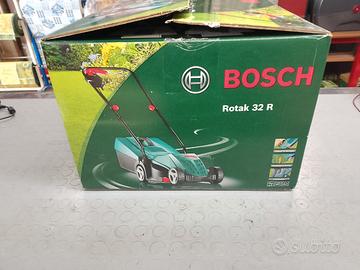 BOSCH
Rotak 32 R
subito